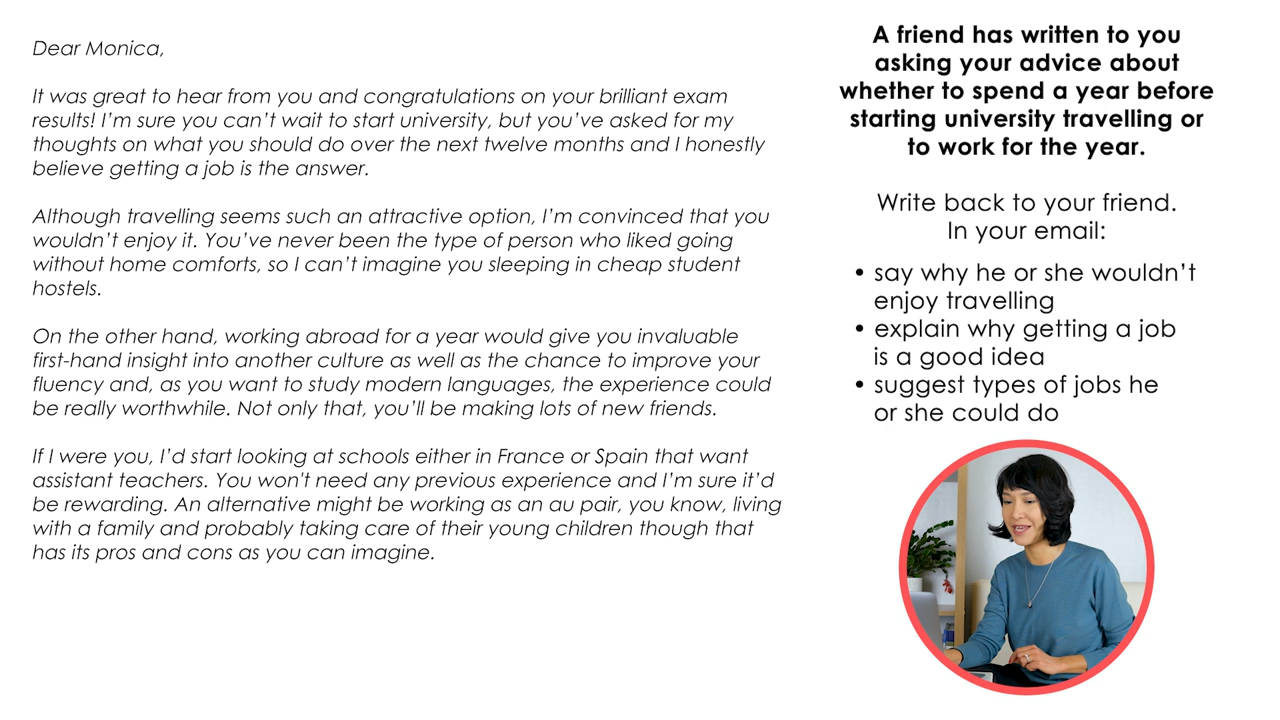 Dear Monica,
It was great to hear from you and congratulations on your brilliant exam
results! I'm sure you can't wait to start university, but you've asked for my
thoughts on what you should do over the next twelve months and I honestly
believe getting a job is the answer.
Although travelling seems such an attractive option, I'm convinced that you
wouldn't enjoy it. You've never been the type of person who liked going
without home comforts, so I can't imagine you sleeping in cheap student
hostels.
On the other hand, working abroad for a year would give you invaluable
first-hand insight into another culture as well as the chance to improve your
fluency and, as you want to study modern languages, the experience could
be really worthwhile. Not only that, you'll be making lots of new friends.
If I were you, I'd start looking at schools either in France or Spain that want
assistant teachers. You won't need any previous experience and I'm sure it'd
be rewarding. An alternative might be working as an au pair, you know, living
with a family and probably taking care of their young children though that
has its pros and cons as you can imagine.
A friend has written to you
asking your advice about
whether to spend a year before
starting university travelling or
to work for the year.
Write back to your friend.
In your email:
• say why he or she wouldn't
enjoy travelling
• explain why getting a job
is a good idea
• suggest types of jobs he
or she could do